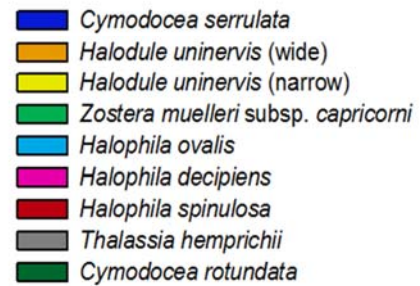 Cymodocea serrulata
Halodule uninervis (wide)
Halodule uninervis (narrow)
Zostera muelleri subsp. capricorni
Halophila ovalis
Halophila decipiens
Halophila spinulosa
Thalassia hemprichii
Cymodocea rotundata